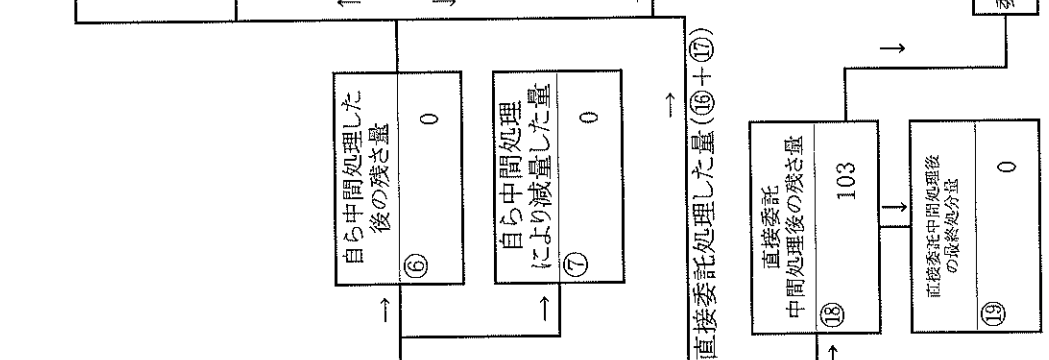 自ら中間処理した
後の残さ量
⑥ 0
自ら中間処理
により減量した量
⑦ 0
直接委託処理した量(⑯+⑰)
直接委託
中間処理後の残さ量
⑱ 103
直接委託中間処理後
の最終処分量
⑲ 0
委